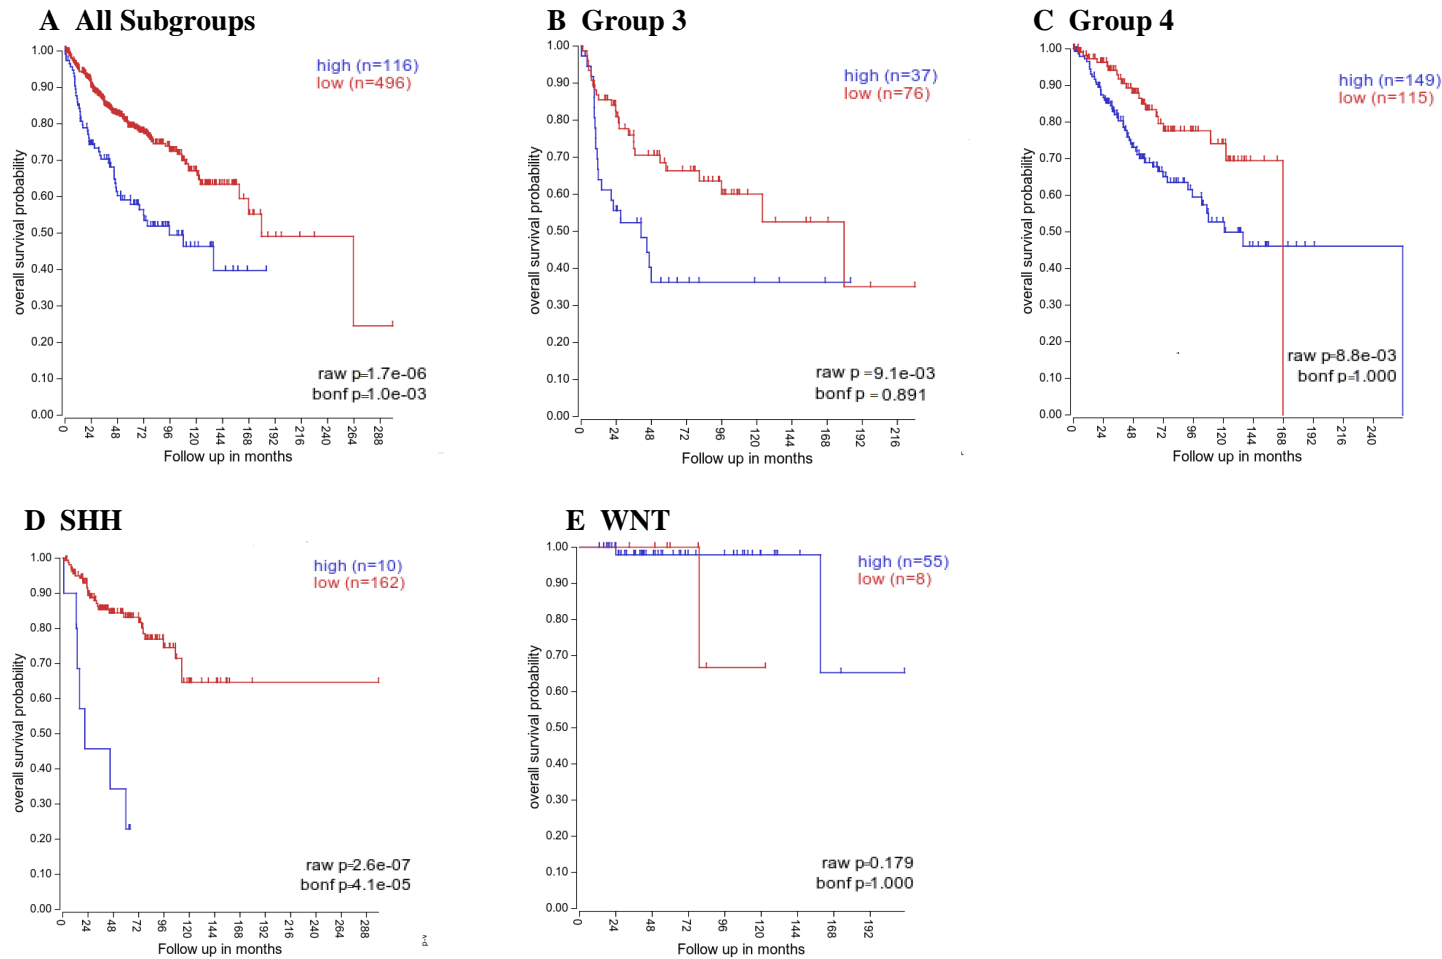 A All Subgroups
high (n=116)
low (n=496)
overall survival probability
1.00
0.90
0.80
0.70
0.60
0.50
0.40
0.30
0.20
0.10
0.00
raw p=1.7e-06
bonf p=1.0e-03
0 24 48 72 96 120 144 168 192 216 240 264 288
Follow up in months
B Group 3
high (n=37)
low (n=76)
overall survival probability
1.00
0.90
0.80
0.70
0.60
0.50
0.40
0.30
0.20
0.10
0.00
raw p =9.1e-03
bonf p = 0.891
0 24 48 72 96 120 144 168 192 216
Follow up in months
C Group 4
high (n=149)
low (n=115)
overall survival probability
1.00
0.90
0.80
0.70
0.60
0.50
0.40
0.30
0.20
0.10
0.00
raw p=8.8e-03
bonf p=1.000
0 24 48 72 96 120 144 168 192 216 240
Follow up in months
D SHH
high (n=10)
low (n=162)
overall survival probability
1.00
0.90
0.80
0.70
0.60
0.50
0.40
0.30
0.20
0.10
0.00
raw p=2.6e-07
bonf p=4.1e-05
0 24 48 72 96 120 144 168 192 216 240 264 288
Follow up in months
E WNT
high (n=55)
low (n=8)
overall survival probability
1.00
0.90
0.80
0.70
0.60
0.50
0.40
0.30
0.20
0.10
0.00
raw p=0.179
bonf p=1.000
0 24 48 72 96 120 144 168 192
Follow up in months